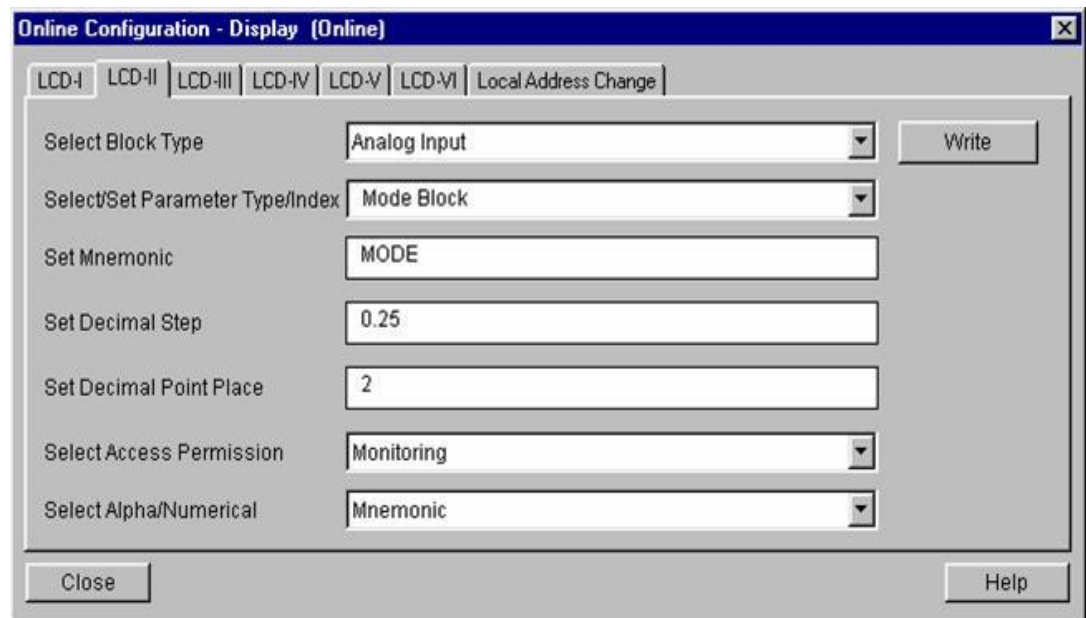 Online Configuration - Display (Online)
LCD-I LCD-II LCD-III LCD-IV LCD-V LCD-VI Local Address Change
Select Block Type Analog Input Write
Select/Set Parameter Type/Index Mode Block
Set Mnemonic MODE
Set Decimal Step 0.25
Set Decimal Point Place 2
Select Access Permission Monitoring
Select Alpha/Numerical Mnemonic
Close Help